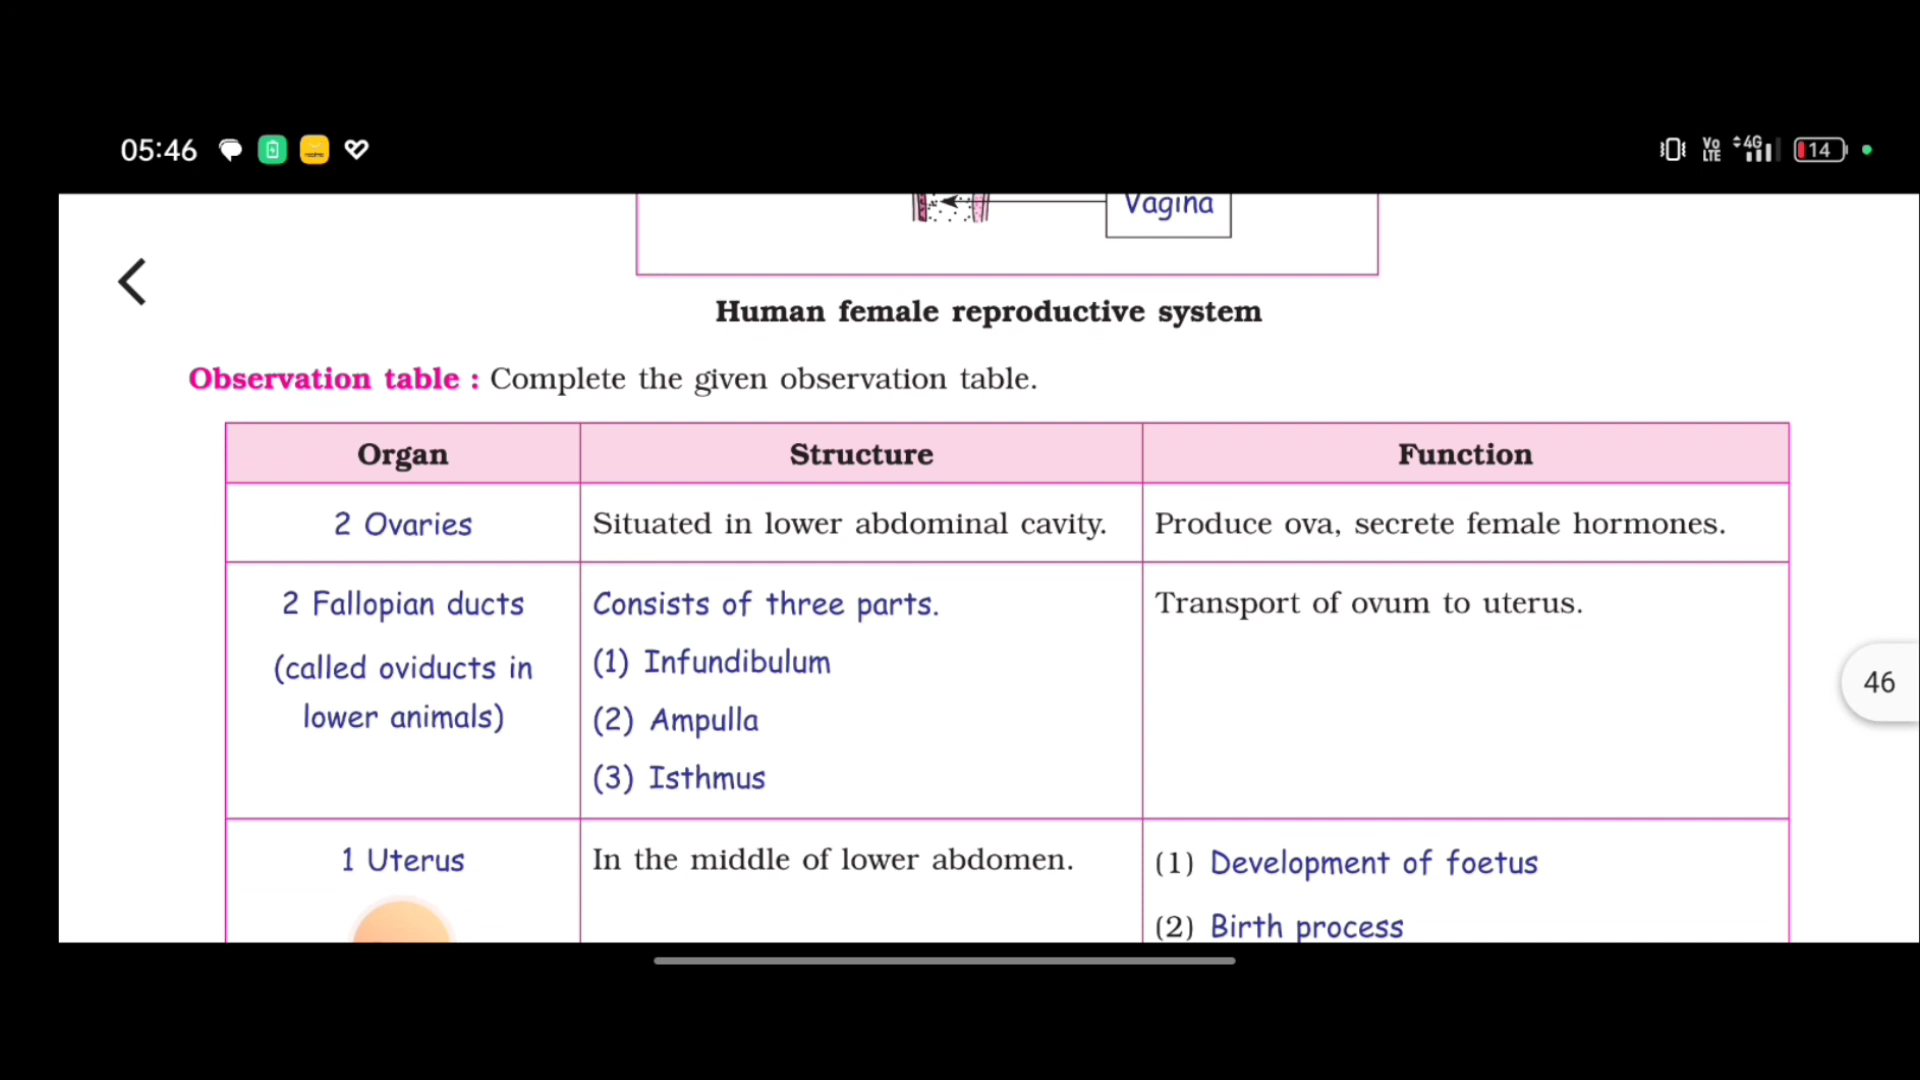 05:46
Vo
LTE
4G
14
Vagina
Human female reproductive system
Observation table : Complete the given observation table.
Organ Structure Function
2 Ovaries Situated in lower abdominal cavity. Produce ova, secrete female hormones.
2 Fallopian ducts Consists of three parts. Transport of ovum to uterus.
(called oviducts in (1) Infundibulum
lower animals) (2) Ampulla
(3) Isthmus
46
1 Uterus In the middle of lower abdomen. (1) Development of foetus
(2) Birth process